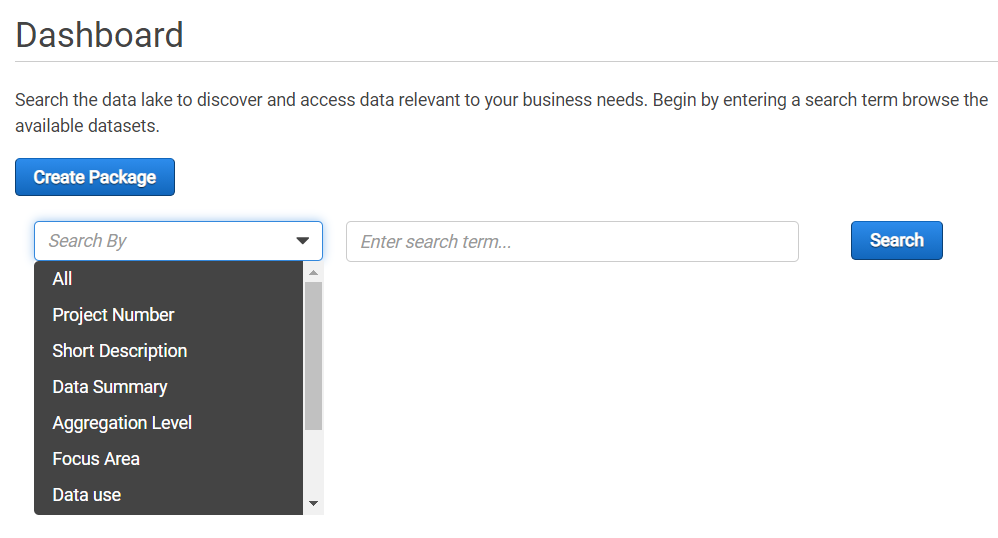 Dashboard
Search the data lake to discover and access data relevant to your business needs. Begin by entering a search term browse the
available datasets.
Create Package
Search By
Enter search term...
Search
All
Project Number
Short Description
Data Summary
Aggregation Level
Focus Area
Data use